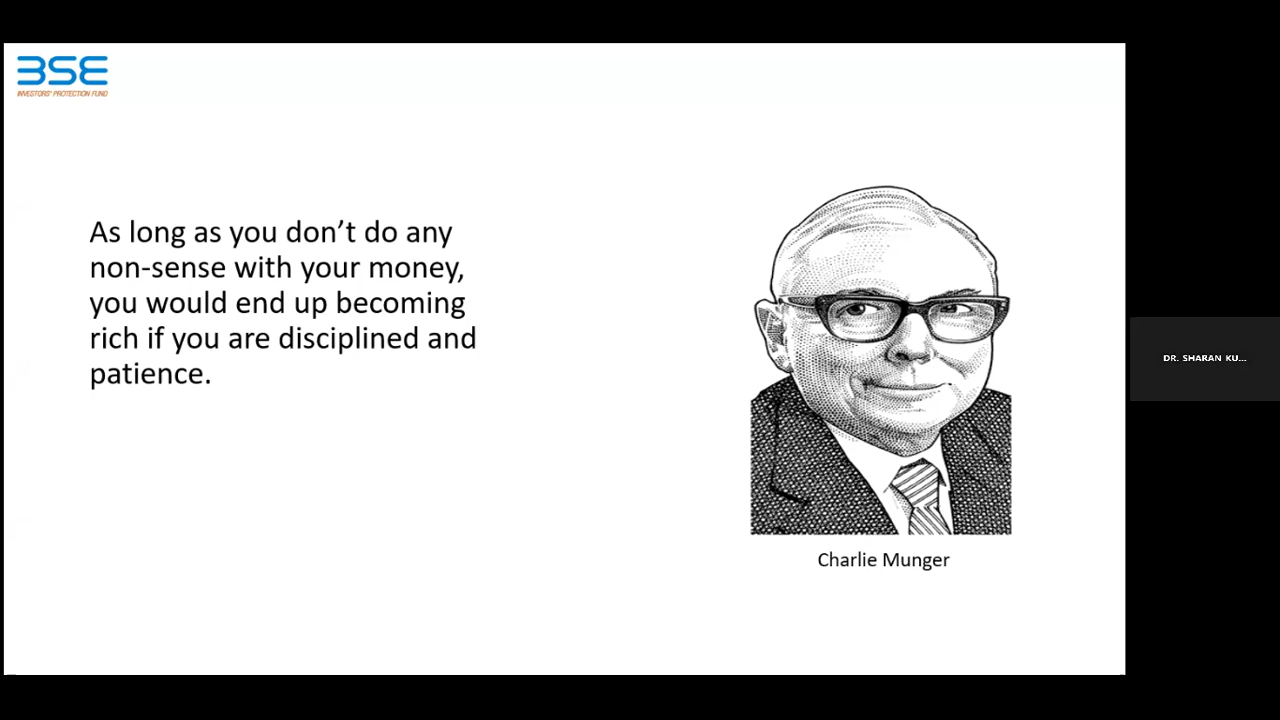 BSE
INVESTORS' PROTECTION FUND
As long as you don’t do any
non-sense with your money,
you would end up becoming
rich if you are disciplined and
patience.
Charlie Munger
DR. SHARAN KU...